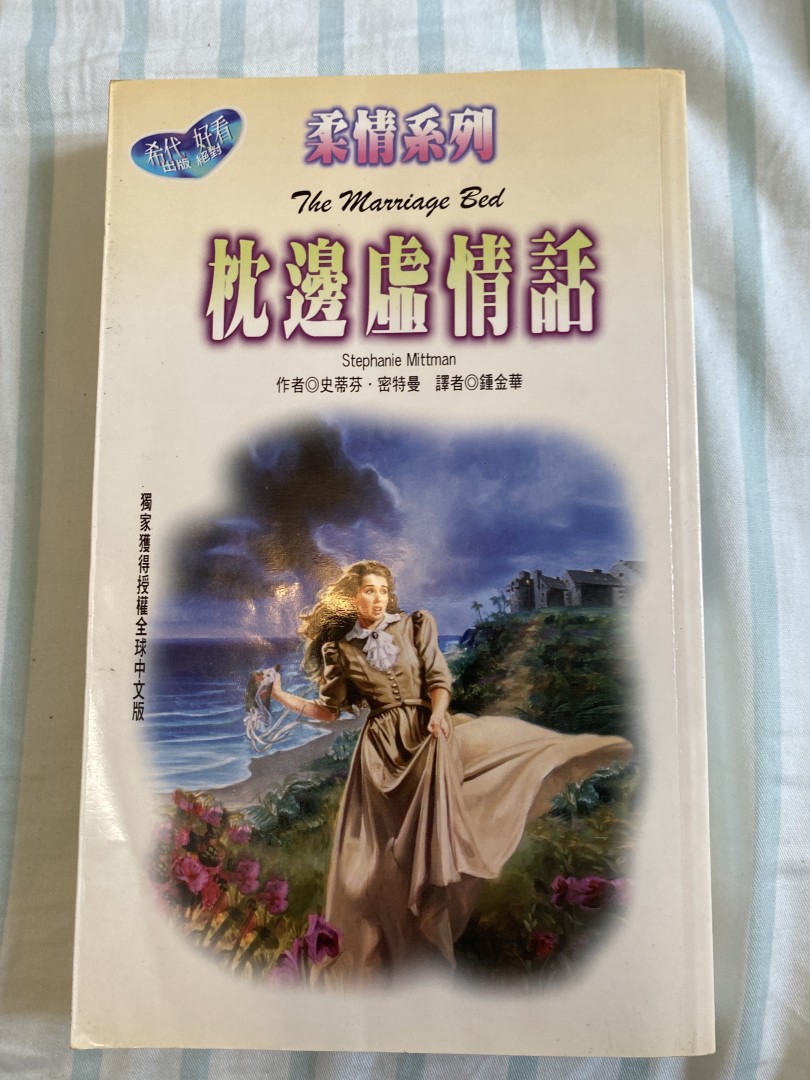 希代 好看
出版 絕對
柔情系列
The Marriage Bed
枕邊虛情話
Stephanie Mittman
作者◎史蒂芬·密特曼 譯者◎鍾金華
獨家獲得授權全球中文版